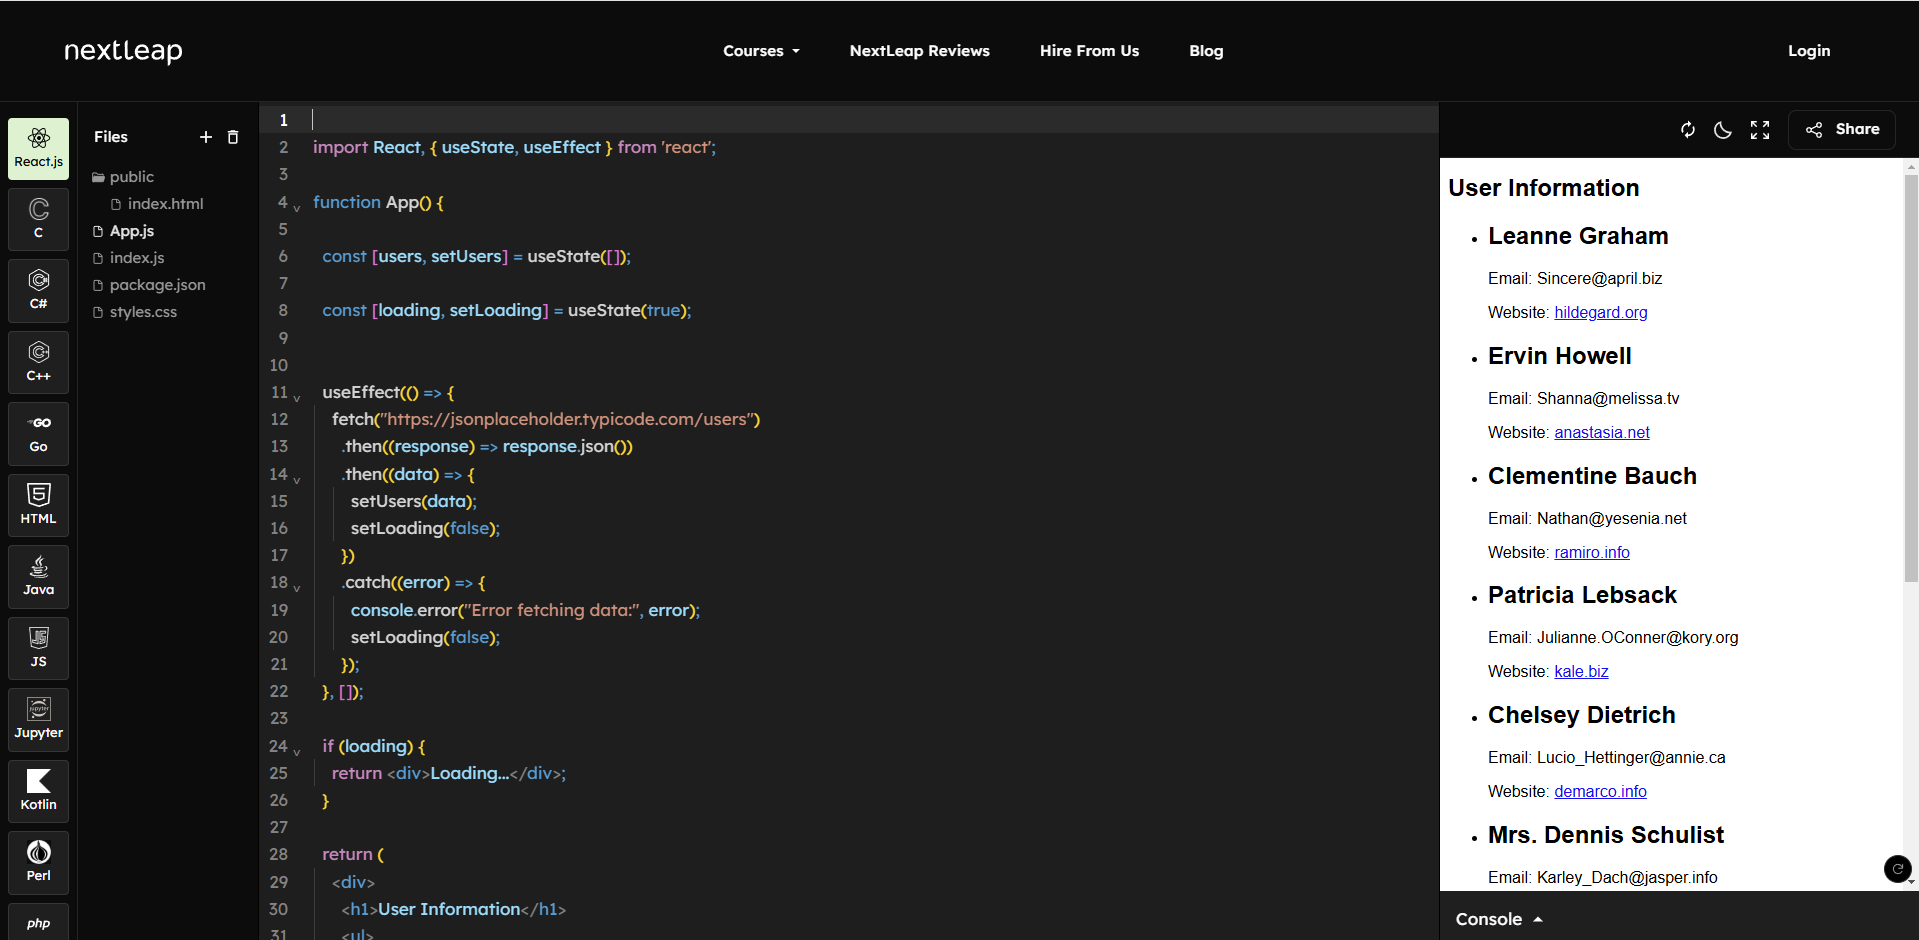 nextleap
Courses
NextLeap Reviews
Hire From Us
Blog
Login
React.js
C
C#
C++
GO
Go
5
HTML
Java
JS
JS
Jupyter
Jupyter
Kotlin
Perl
php
Files
public
index.html
App.js
index.js
package.json
styles.css
1
2 import React, { useState, useEffect } from 'react';
3
4 function App() {
5
6 const [users, setUsers] = useState([]);
7
8 const [loading, setLoading] = useState(true);
9
10
11 useEffect(() => {
12 fetch("https://jsonplaceholder.typicode.com/users")
13 .then((response) => response.json())
14 .then((data) => {
15 setUsers(data);
16 setLoading(false);
17 })
18 .catch((error) => {
19 console.error("Error fetching data:", error);
20 setLoading(false);
21 });
22 }, []);
23
24 if (loading) {
25 return <div>Loading...</div>;
26 }
27
28 return (
29 <div>
30 <h1>User Information</h1>
31 <ul>
Share
User Information
Leanne Graham
Email: Sincere@april.biz
Website: hildegard.org
Ervin Howell
Email: Shanna@melissa.tv
Website: anastasia.net
Clementine Bauch
Email: Nathan@yesenia.net
Website: ramiro.info
Patricia Lebsack
Email: Julianne.OConner@kory.org
Website: kale.biz
Chelsey Dietrich
Email: Lucio_Hettinger@annie.ca
Website: demarco.info
Mrs. Dennis Schulist
Email: Karley_Dach@jasper.info
Console